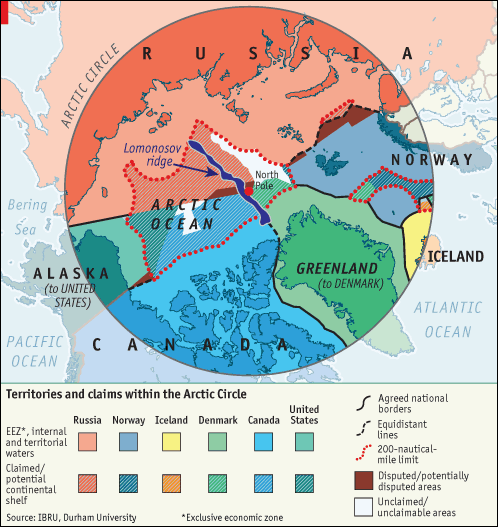 RUSSIA
ARCTIC CIRCLE
Lomonosov
ridge
North
Pole
NORWAY
ARCTIC
OCEAN
Bering
Sea
ICELAND
ALASKA
(to UNITED
STATES)
GREENLAND
(to DENMARK)
ATLANTIC
OCEAN
PACIFIC
OCEAN
CANADA
Territories and claims within the Arctic Circle
Russia Norway Iceland Denmark Canada United States
EEZ*, internal
and territorial
waters
Claimed/
potential
continental
shelf
Agreed national
borders
Equidistant
lines
200-nautical-
mile limit
Disputed/potentially
disputed areas
Unclaimed/
unclaimable areas
Source: IBRU, Durham University *Exclusive economic zone